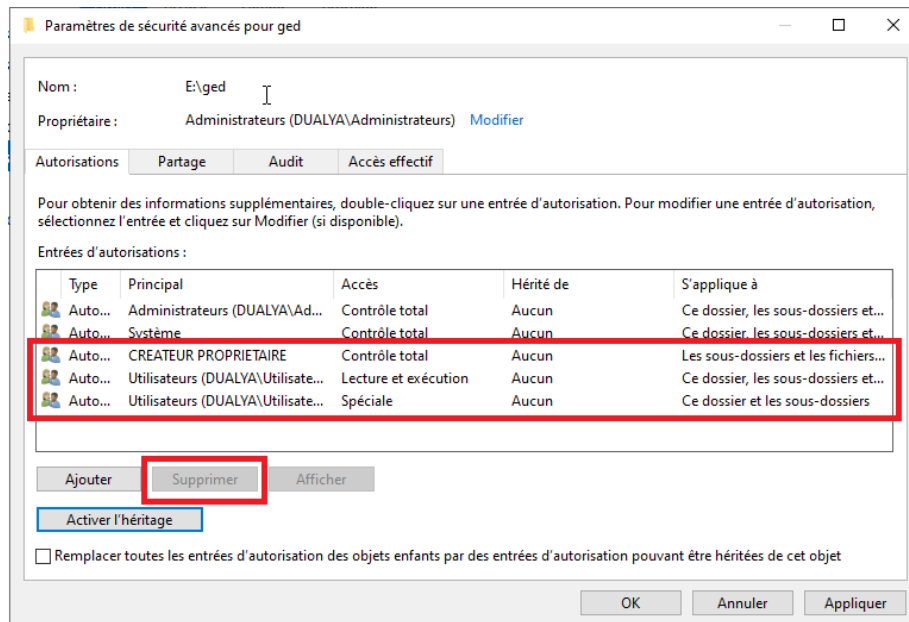 Paramètres de sécurité avancés pour ged
Nom : E:\ged
Propriétaire : Administrateurs (DUALYA\Administrateurs) Modifier
Autorisations Partage Audit Accès effectif
Pour obtenir des informations supplémentaires, double-cliquez sur une entrée d'autorisation. Pour modifier une entrée d'autorisation,
sélectionnez l'entrée et cliquez sur Modifier (si disponible).
Entrées d'autorisations :
Type Principal Accès Hérité de S'applique à
Auto... Administrateurs (DUALYA\Ad... Contrôle total Aucun Ce dossier, les sous-dossiers et...
Auto... Système Contrôle total Aucun Ce dossier, les sous-dossiers et...
Auto... CREATEUR PROPRIETAIRE Contrôle total Aucun Les sous-dossiers et les fichiers...
Auto... Utilisateurs (DUALYA\Utilisate... Lecture et exécution Aucun Ce dossier, les sous-dossiers et...
Auto... Utilisateurs (DUALYA\Utilisate... Spéciale Aucun Ce dossier et les sous-dossiers
Ajouter Supprimer Afficher
Activer l'héritage
Remplacer toutes les entrées d'autorisation des objets enfants par des entrées d'autorisation pouvant être héritées de cet objet
OK Annuler Appliquer